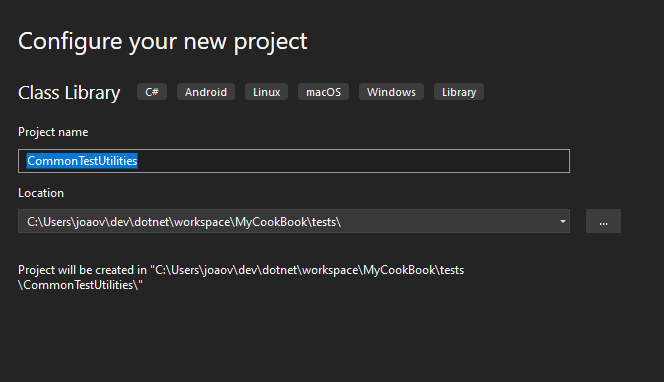 Configure your new project
Class Library C# Android Linux macOS Windows Library
Project name
CommonTestUtilities
Location
C:\Users\joaov\dev\dotnet\workspace\MyCookBook\tests\
...
Project will be created in "C:\Users\joaov\dev\dotnet\workspace\MyCookBook\tests
\CommonTestUtilities\"